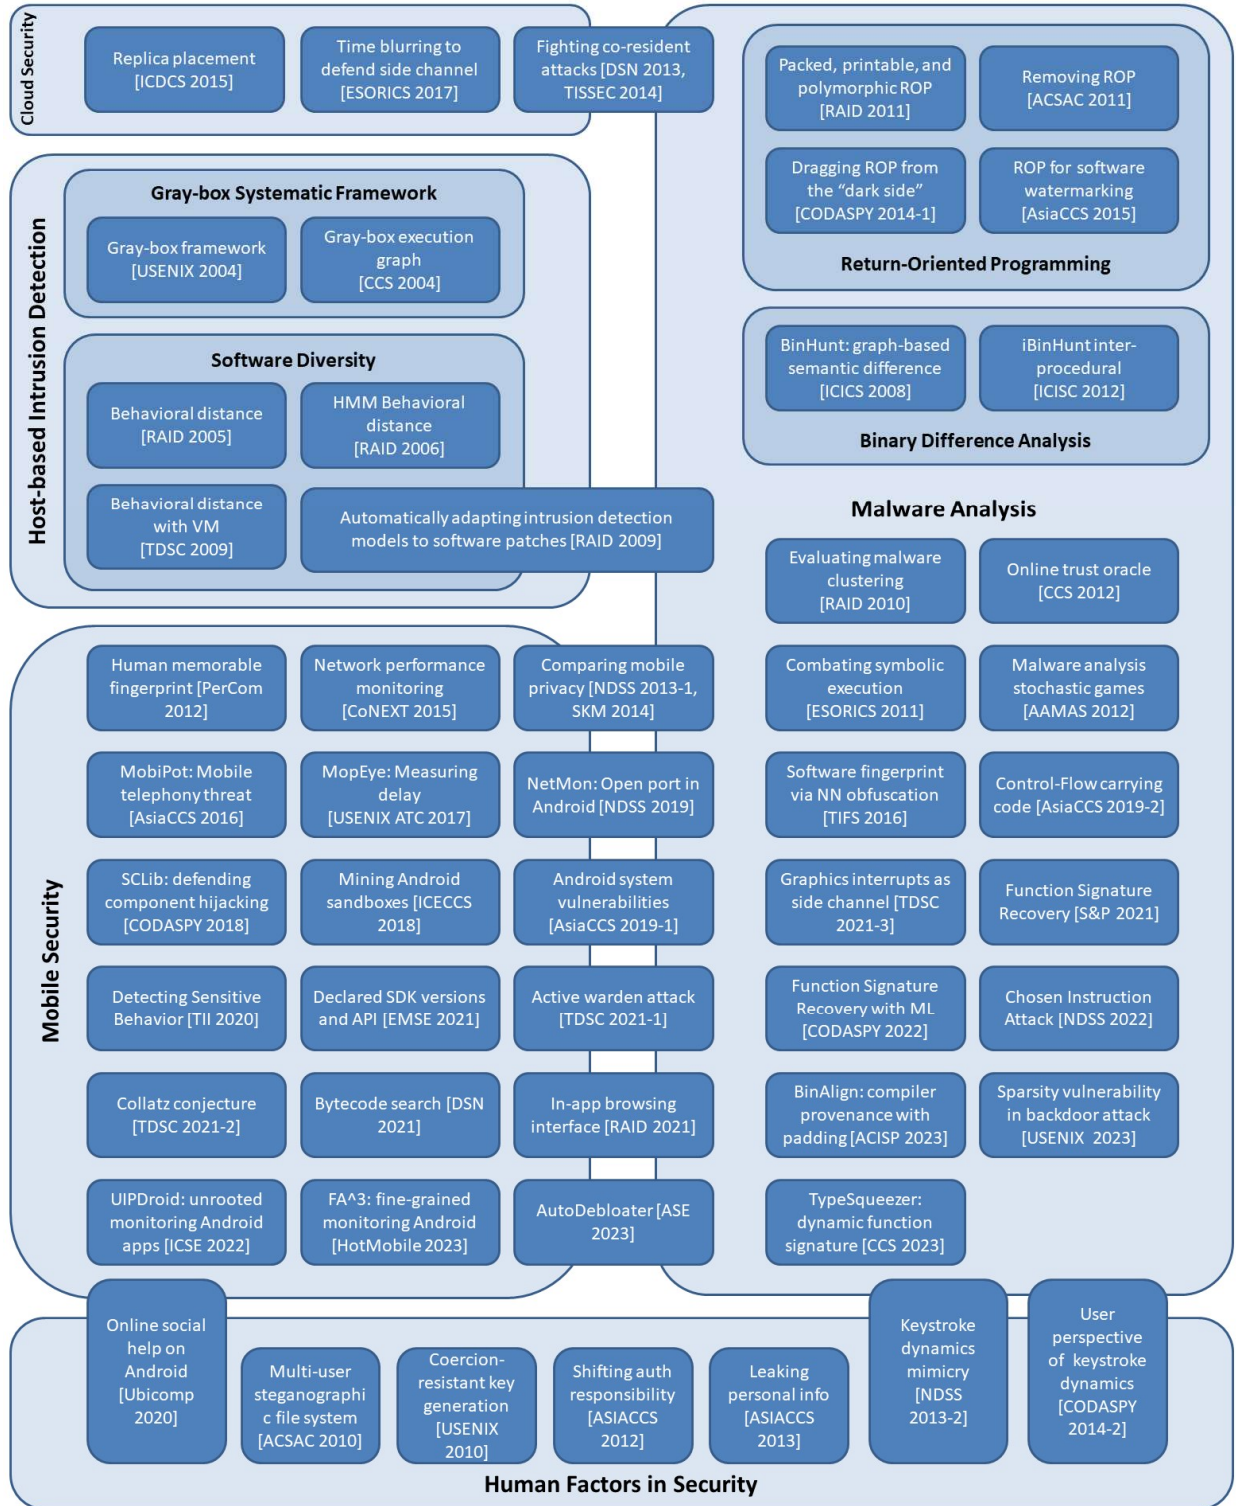 Cloud Security
Replica placement
[ICDCS 2015]
Time blurring to
defend side channel
[ESORICS 2017]
Fighting co-resident
attacks [DSN 2013,
TISSEC 2014]
Host-based Intrusion Detection
Gray-box Systematic Framework
Gray-box framework
[USENIX 2004]
Gray-box execution
graph
[CCS 2004]
Software Diversity
Behavioral distance
[RAID 2005]
HMM Behavioral
distance
[RAID 2006]
Behavioral distance
with VM
[TDSC 2009]
Automatically adapting intrusion detection
models to software patches [RAID 2009]
Packed, printable, and
polymorphic ROP
[RAID 2011]
Removing ROP
[ACSAC 2011]
Dragging ROP from
the “dark side”
[CODASPY 2014-1]
ROP for software
watermarking
[AsiaCCS 2015]
Return-Oriented Programming
BinHunt: graph-based
semantic difference
[ICICS 2008]
iBinHunt inter-
procedural
[ICISC 2012]
Binary Difference Analysis
Malware Analysis
Evaluating malware
clustering
[RAID 2010]
Online trust oracle
[CCS 2012]
Combating symbolic
execution
[ESORICS 2011]
Malware analysis
stochastic games
[AAMAS 2012]
Software fingerprint
via NN obfuscation
[TIFS 2016]
Control-Flow carrying
code [AsiaCCS 2019-2]
Graphics interrupts as
side channel [TDSC
2021-3]
Function Signature
Recovery [S&P 2021]
Function Signature
Recovery with ML
[CODASPY 2022]
Chosen Instruction
Attack [NDSS 2022]
BinAlign: compiler
provenance with
padding [ACISP 2023]
Sparsity vulnerability
in backdoor attack
[USENIX 2023]
TypeSqueezer:
dynamic function
signature [CCS 2023]
Mobile Security
Human memorable
fingerprint [PerCom
2012]
Network performance
monitoring
[CoNEXT 2015]
Comparing mobile
privacy [NDSS 2013-1,
SKM 2014]
MobiPot: Mobile
telephony threat
[AsiaCCS 2016]
MopEye: Measuring
delay
[USENIX ATC 2017]
NetMon: Open port in
Android [NDSS 2019]
SCLib: defending
component hijacking
[CODASPY 2018]
Mining Android
sandboxes [ICECCS
2018]
Android system
vulnerabilities
[AsiaCCS 2019-1]
Detecting Sensitive
Behavior [TII 2020]
Declared SDK versions
and API [EMSE 2021]
Active warden attack
[TDSC 2021-1]
Collatz conjecture
[TDSC 2021-2]
Bytecode search [DSN
2021]
In-app browsing
interface [RAID 2021]
UIPDroid: unrooted
monitoring Android
apps [ICSE 2022]
FA^3: fine-grained
monitoring Android
[HotMobile 2023]
AutoDebloater [ASE
2023]
Online social
help on
Android
[Ubicomp
2020]
Multi-user
steganographi
c file system
[ACSAC 2010]
Coercion-
resistant key
generation
[USENIX
2010]
Shifting auth
responsibility
[ASIACCS
2012]
Leaking
personal info
[ASIACCS
2013]
Keystroke
dynamics
mimicry
[NDSS
2013-2]
User
perspective
of keystroke
dynamics
[CODASPY
2014-2]
Human Factors in Security